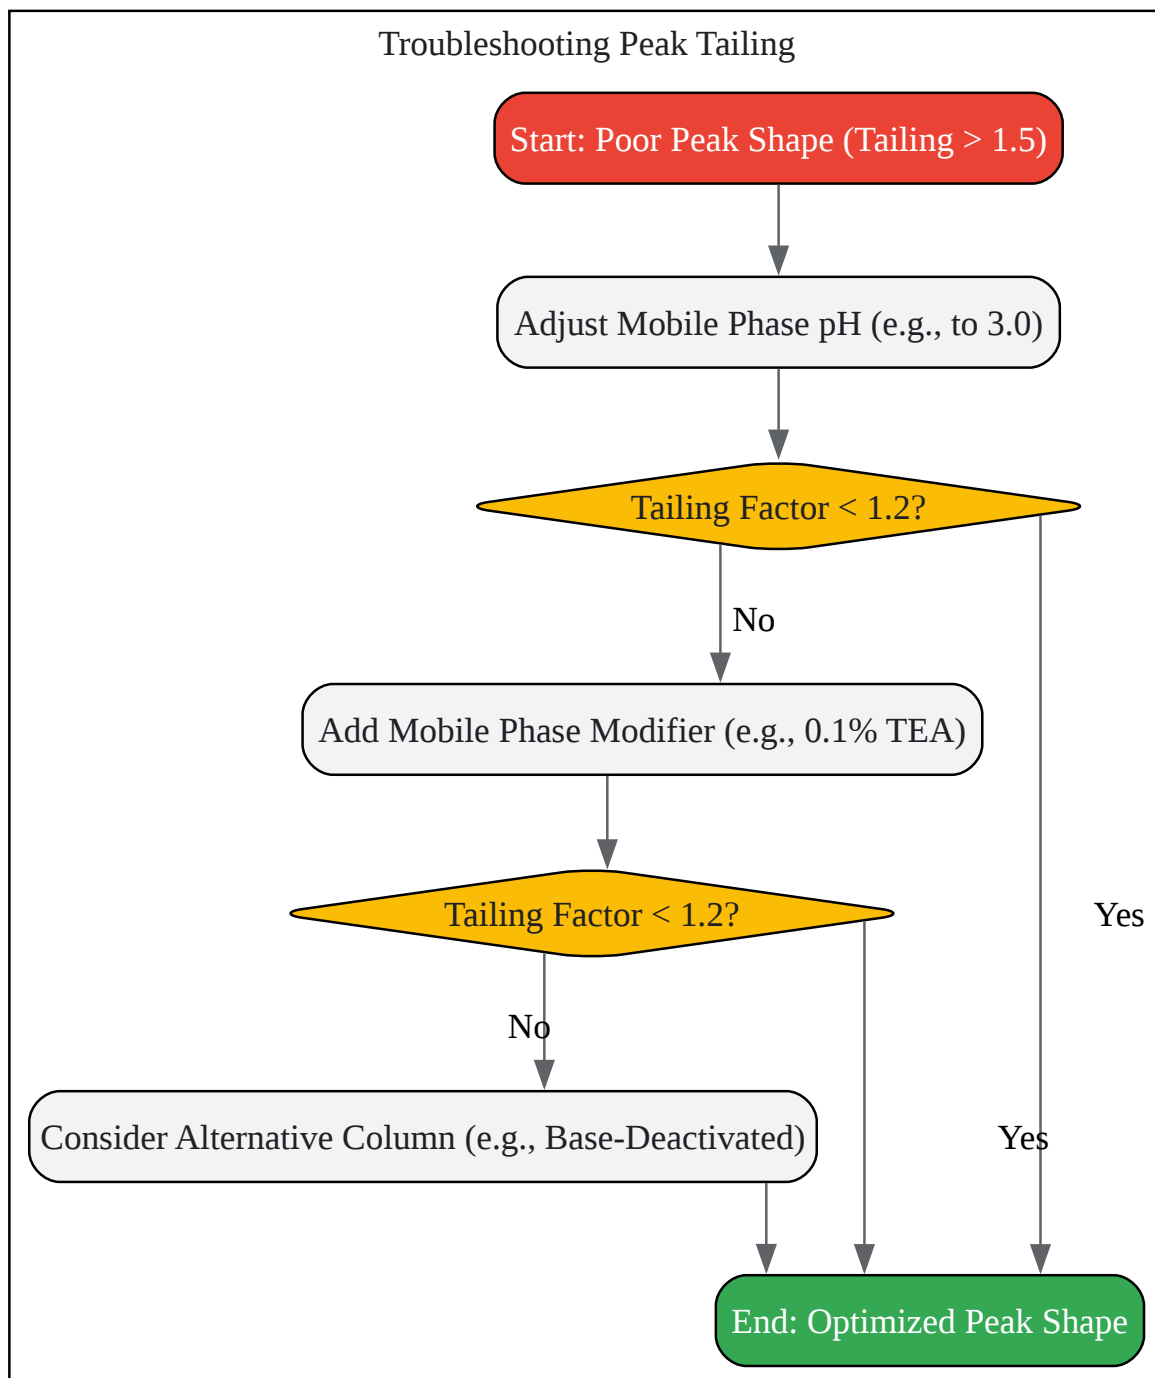 Troubleshooting Peak Tailing
Start: Poor Peak Shape (Tailing > 1.5)
Adjust Mobile Phase pH (e.g., to 3.0)
Tailing Factor < 1.2?
No
Add Mobile Phase Modifier (e.g., 0.1% TEA)
Tailing Factor < 1.2?
Yes
No
Consider Alternative Column (e.g., Base-Deactivated)
Yes
End: Optimized Peak Shape